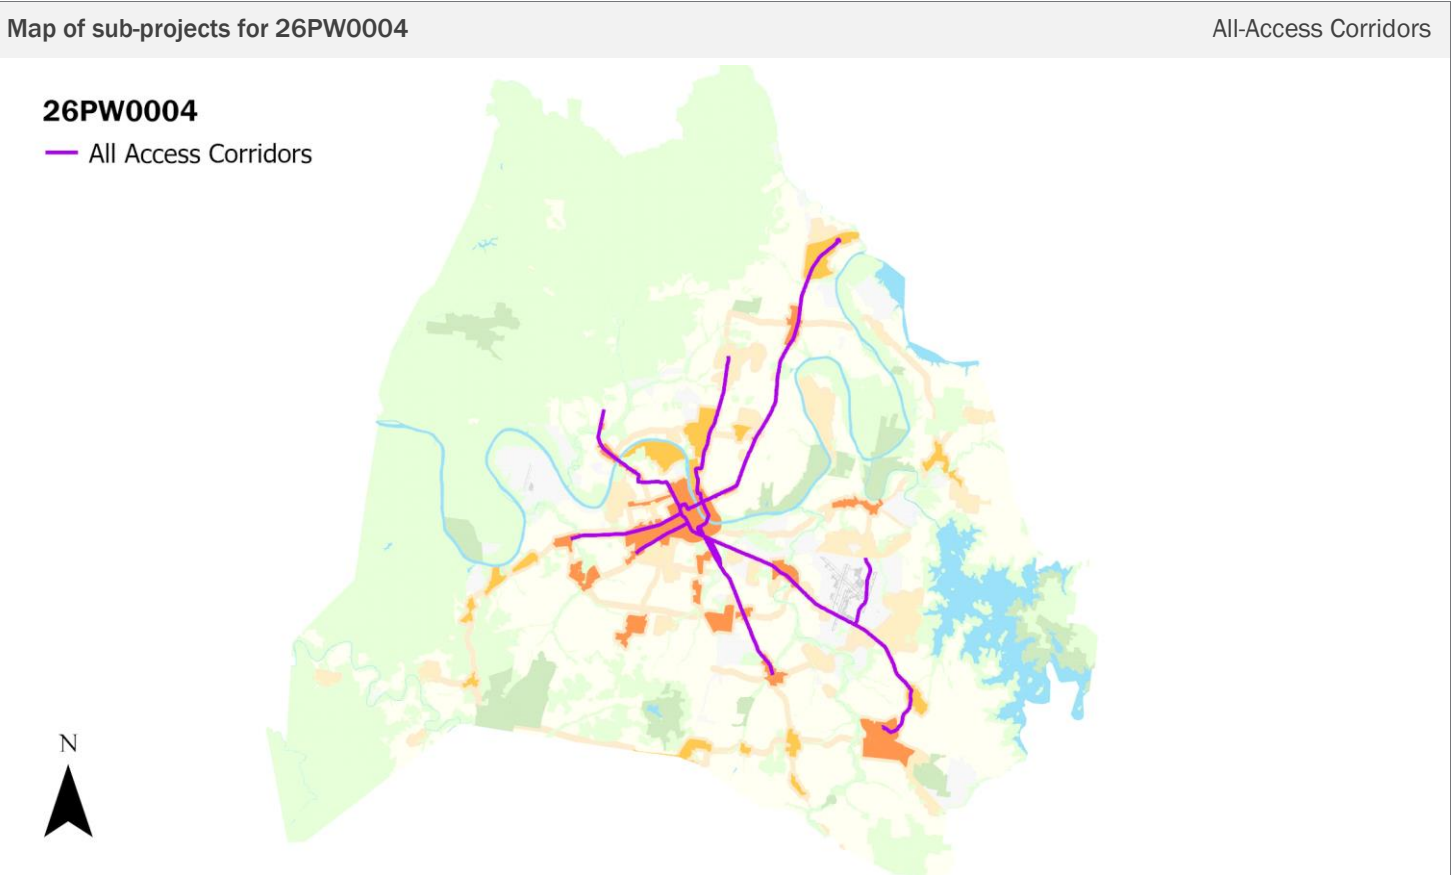 Map of sub-projects for 26PW0004
All-Access Corridors
26PW0004
All Access Corridors
N